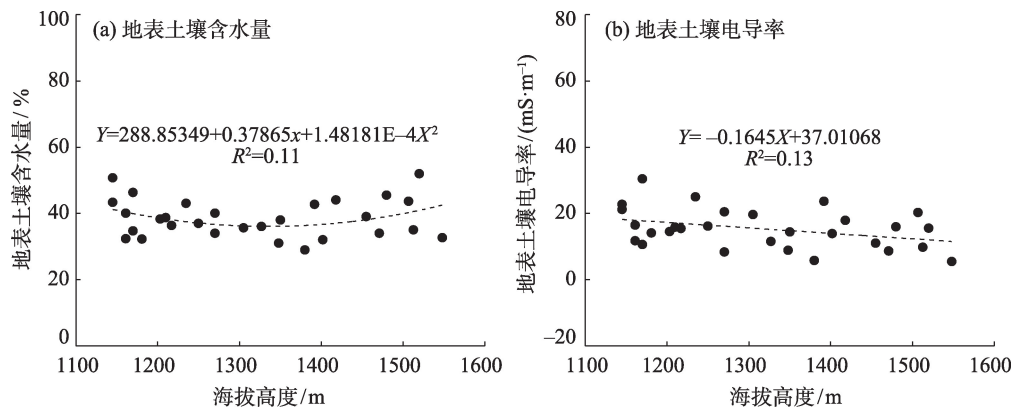 (a) 地表土壤含水量
Y=288.85349+0.37865x+1.48181E–4X²
R²=0.11
地表土壤含水量/%
100
80
60
40
20
0
1100 1200 1300 1400 1500 1600
海拔高度/m
(b) 地表土壤电导率
Y= –0.1645X+37.01068
R²=0.13
地表土壤电导率/(mS·m⁻¹)
80
60
40
20
0
–20
1100 1200 1300 1400 1500 1600
海拔高度/m